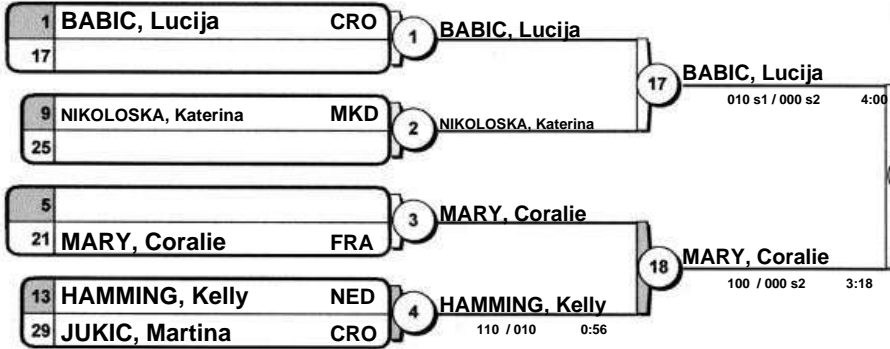 1 BABIC, Lucija CRO
17
1
BABIC, Lucija
9 NIKOLOSKA, Katerina MKD
25
2
NIKOLOSKA, Katerina
17
BABIC, Lucija
010 s1 / 000 s2 4:00
5
21 MARY, Coralie FRA
3
MARY, Coralie
13 HAMMING, Kelly NED
29 JUKIC, Martina CRO
4
HAMMING, Kelly
110 / 010 0:56
18
MARY, Coralie
100 / 000 s2 3:18